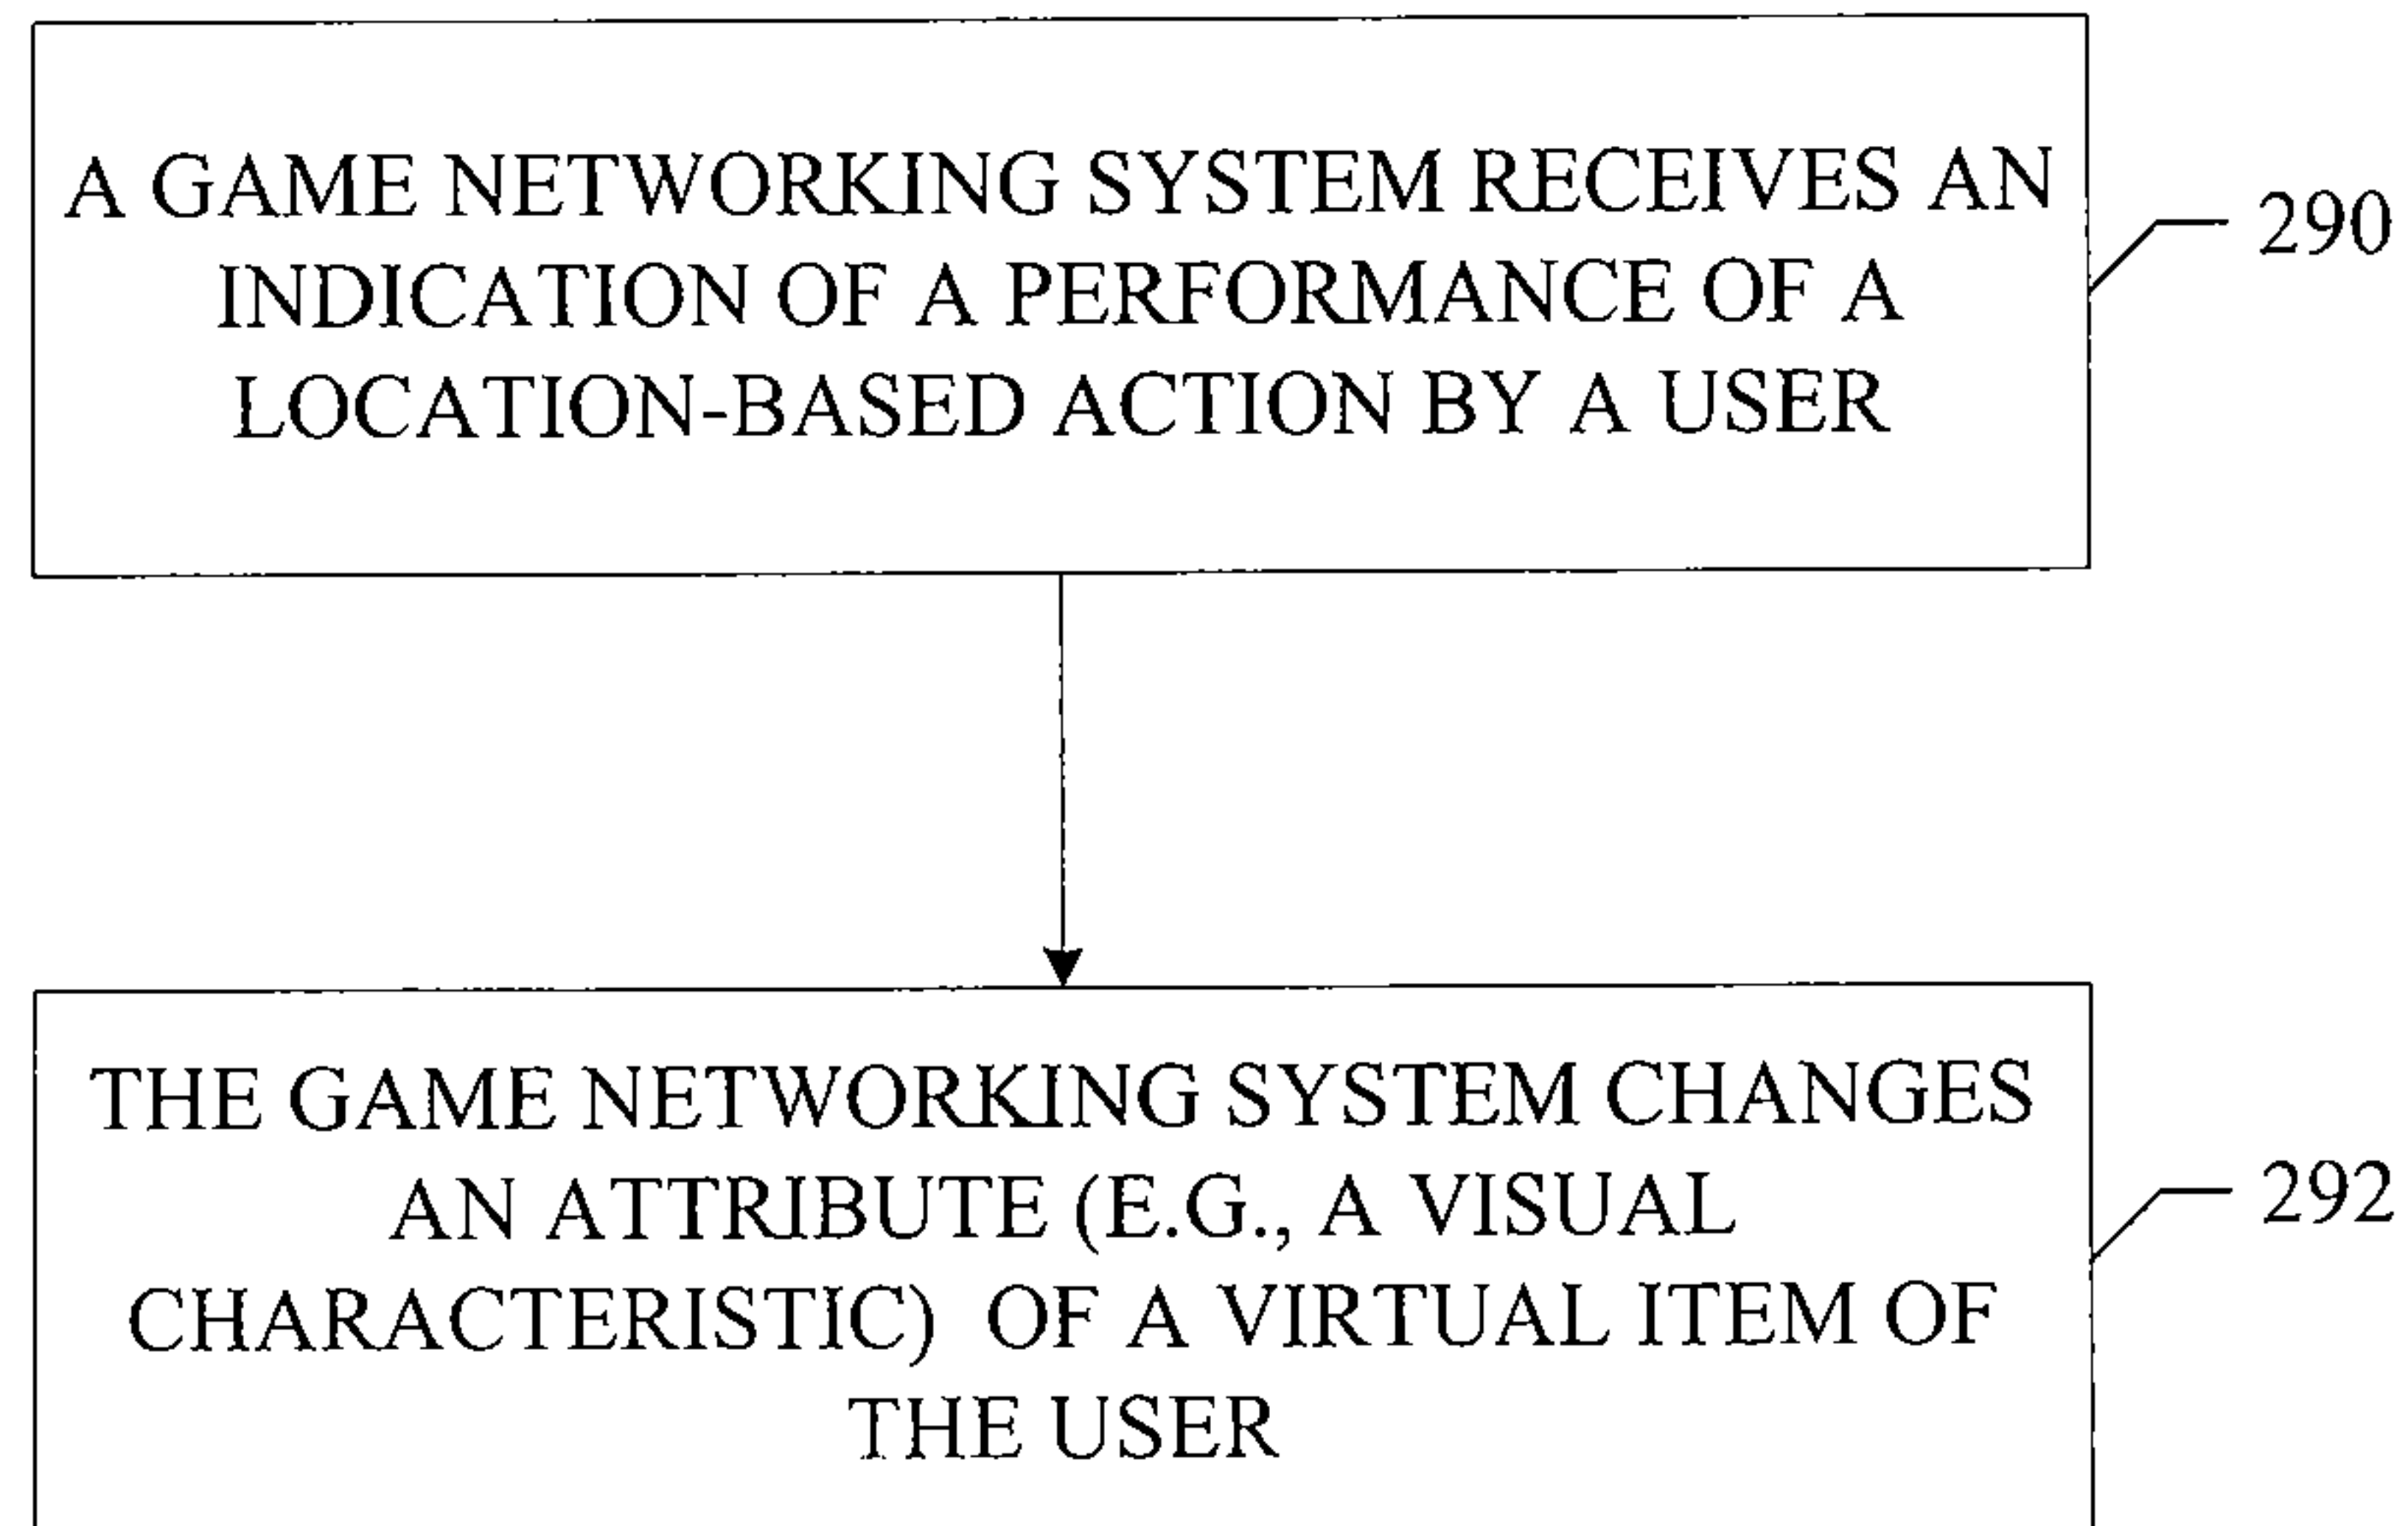 A GAME NETWORKING SYSTEM RECEIVES AN
INDICATION OF A PERFORMANCE OF A
LOCATION-BASED ACTION BY A USER
290
THE GAME NETWORKING SYSTEM CHANGES
AN ATTRIBUTE (E.G., A VISUAL
CHARACTERISTIC) OF A VIRTUAL ITEM OF
THE USER
292